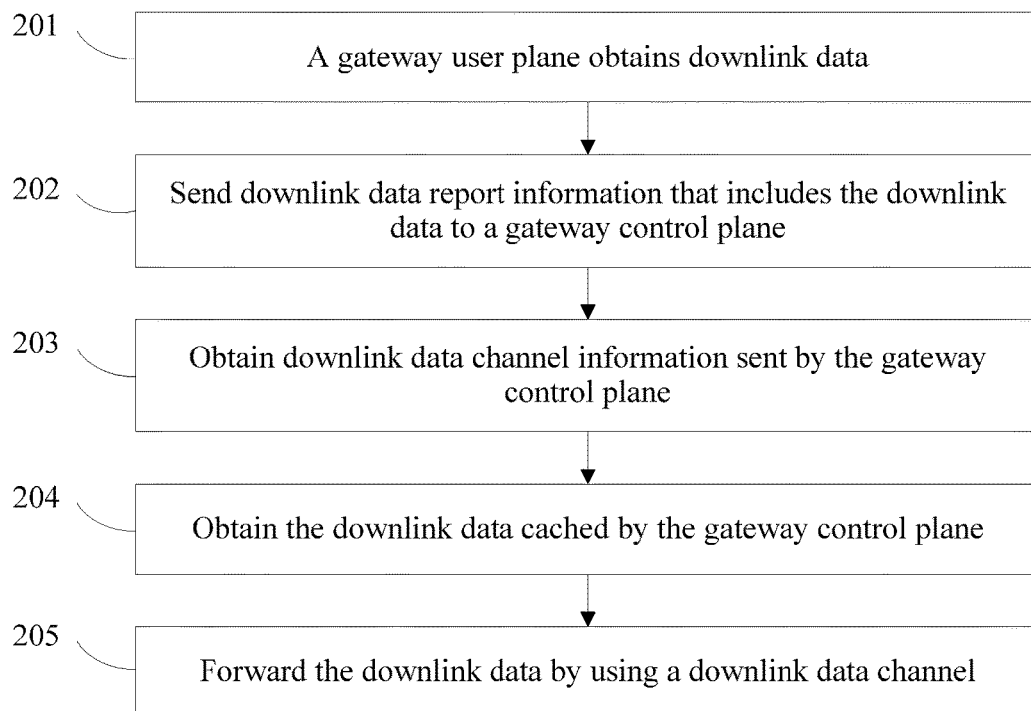 201
A gateway user plane obtains downlink data
202
Send downlink data report information that includes the downlink
data to a gateway control plane
203
Obtain downlink data channel information sent by the gateway
control plane
204
Obtain the downlink data cached by the gateway control plane
205
Forward the downlink data by using a downlink data channel